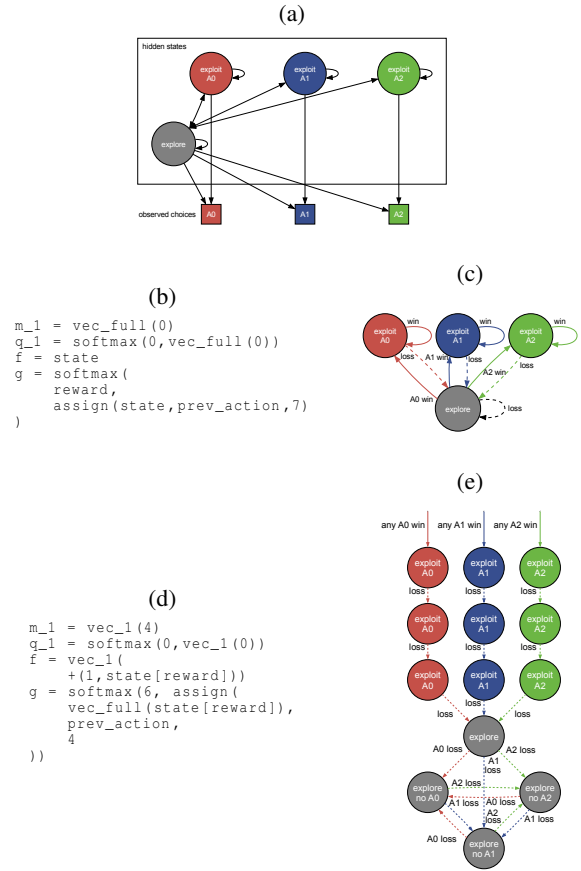 (a)
hidden states
exploit
A0
exploit
A1
exploit
A2
explore
observed choices
A0
A1
A2
(b)
m_1 = vec_full(0)
q_1 = softmax(0,vec_full(0))
f = state
g = softmax(
reward,
assign(state,prev_action,7)
)
(c)
win
win
win
exploit
A0
exploit
A1
exploit
A2
loss
A1 win
loss
loss
A0 win
A2 win
explore
loss
(d)
m_1 = vec_1(4)
q_1 = softmax(0,vec_1(0))
f = vec_1(
+(1,state[reward]))
g = softmax(6, assign(
vec_full(state[reward]),
prev_action,
4
))
(e)
any A0 win
any A1 win
any A2 win
exploit
A0
exploit
A1
exploit
A2
loss
loss
loss
exploit
A0
exploit
A1
exploit
A2
loss
loss
loss
exploit
A0
exploit
A1
exploit
A2
loss
loss
loss
explore
A0 loss
A1
loss
A2 loss
explore
no A0
A2 loss
explore
no A2
A1 loss
A0 loss
A2
loss
A1 loss
A0 loss
explore
no A1